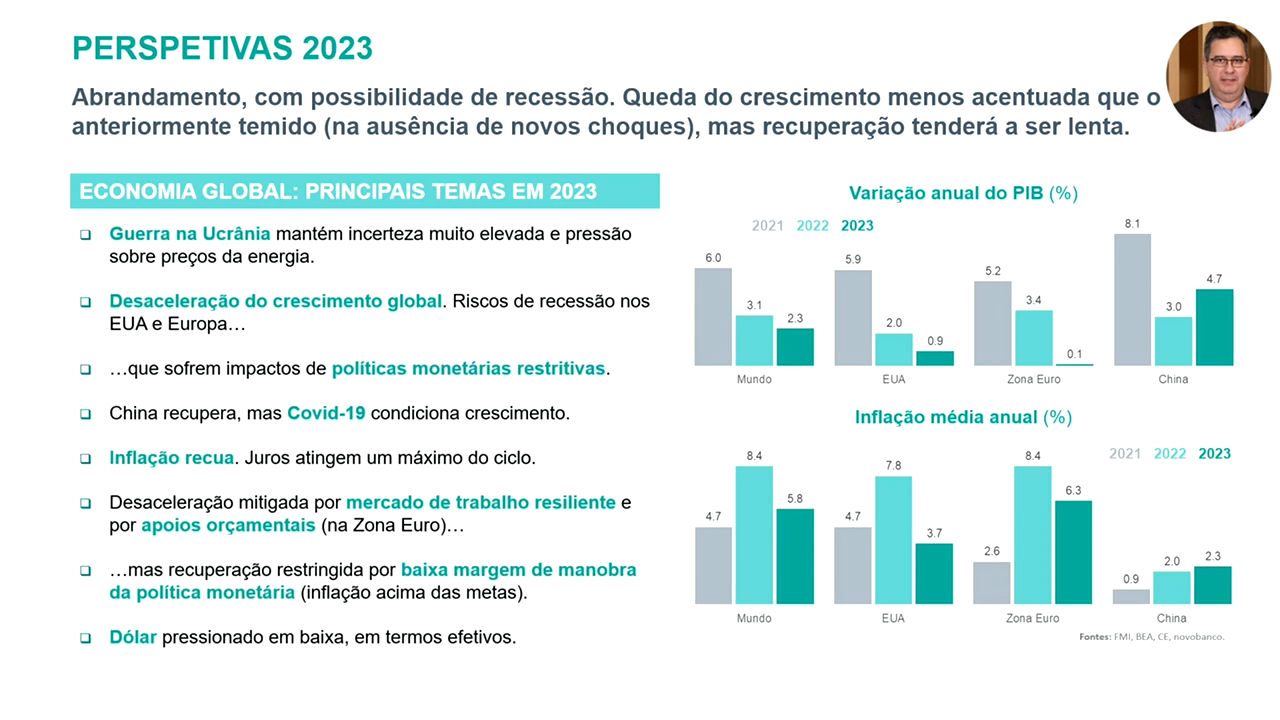 PERSPETIVAS 2023
Abrandamento, com possibilidade de recessão. Queda do crescimento menos acentuada que o
anteriormente temido (na ausência de novos choques), mas recuperação tenderá a ser lenta.
ECONOMIA GLOBAL: PRINCIPAIS TEMAS EM 2023
Guerra na Ucrânia mantém incerteza muito elevada e pressão
sobre preços da energia.
Desaceleração do crescimento global. Riscos de recessão nos
EUA e Europa…
…que sofrem impactos de políticas monetárias restritivas.
China recupera, mas Covid-19 condiciona crescimento.
Inflação recua. Juros atingem um máximo do ciclo.
Desaceleração mitigada por mercado de trabalho resiliente e
por apoios orçamentais (na Zona Euro)…
…mas recuperação restringida por baixa margem de manobra
da política monetária (inflação acima das metas).
Dólar pressionado em baixa, em termos efetivos.
Variação anual do PIB (%)
2021 2022 2023
6.0 3.1 2.3 5.9 2.0 0.9 5.2 3.4 0.1 8.1 3.0 4.7
Mundo EUA Zona Euro China
Inflação média anual (%)
2021 2022 2023
4.7 8.4 5.8 4.7 7.8 3.7 2.6 8.4 6.3 0.9 2.0 2.3
Mundo EUA Zona Euro China
Fontes: FMI, BEA, CE, novobanco.